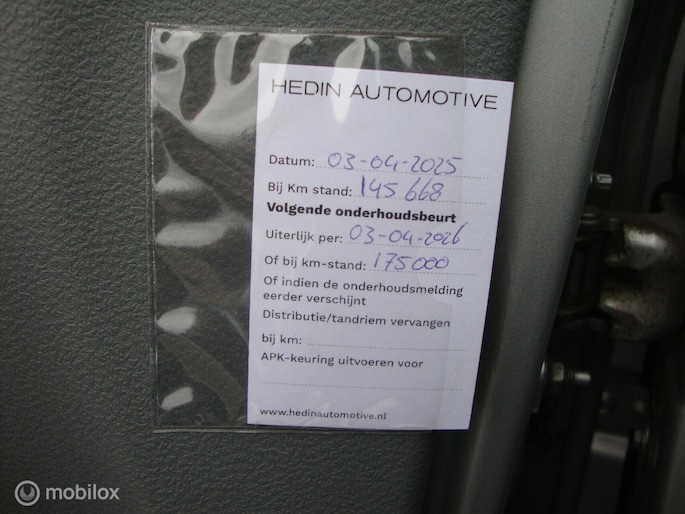 HEDIN AUTOMOTIVE
Datum: 03-04-2025
Bij Km stand: 145 668
Volgende onderhoudsbeurt
Uiterlijk per: 03-04-2026
Of bij km-stand: 175000
Of indien de onderhoudsmelding
eerder verschijnt
Distributie/tandriem vervangen
bij km:
APK-keuring uitvoeren voor
www.hedinautomotive.nl
mobilox